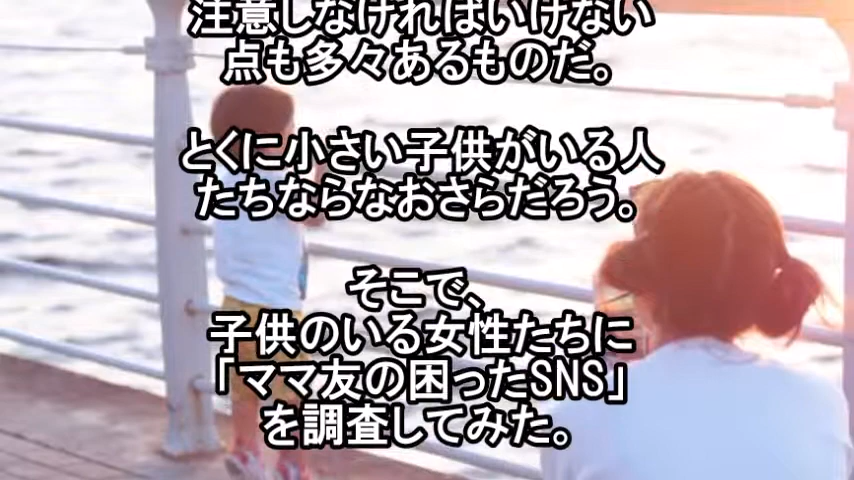 注意しなければいけない
点も多々あるものだ。
とくに小さい子供がいる人
たちならなおさらだろう。
そこで、
子供のいる女性たちに
「ママ友の困ったSNS」
を調査してみた。